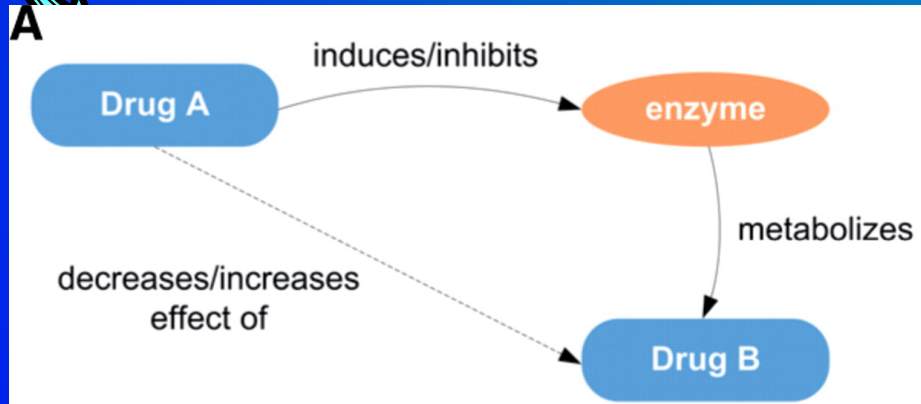 A
induces/inhibits
Drug A
enzyme
metabolizes
decreases/increases
effect of
Drug B